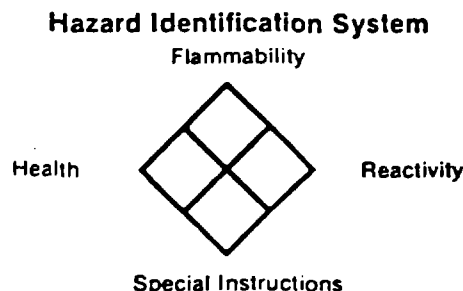 Hazard Identification System
Flammability
Health
Reactivity
Special Instructions